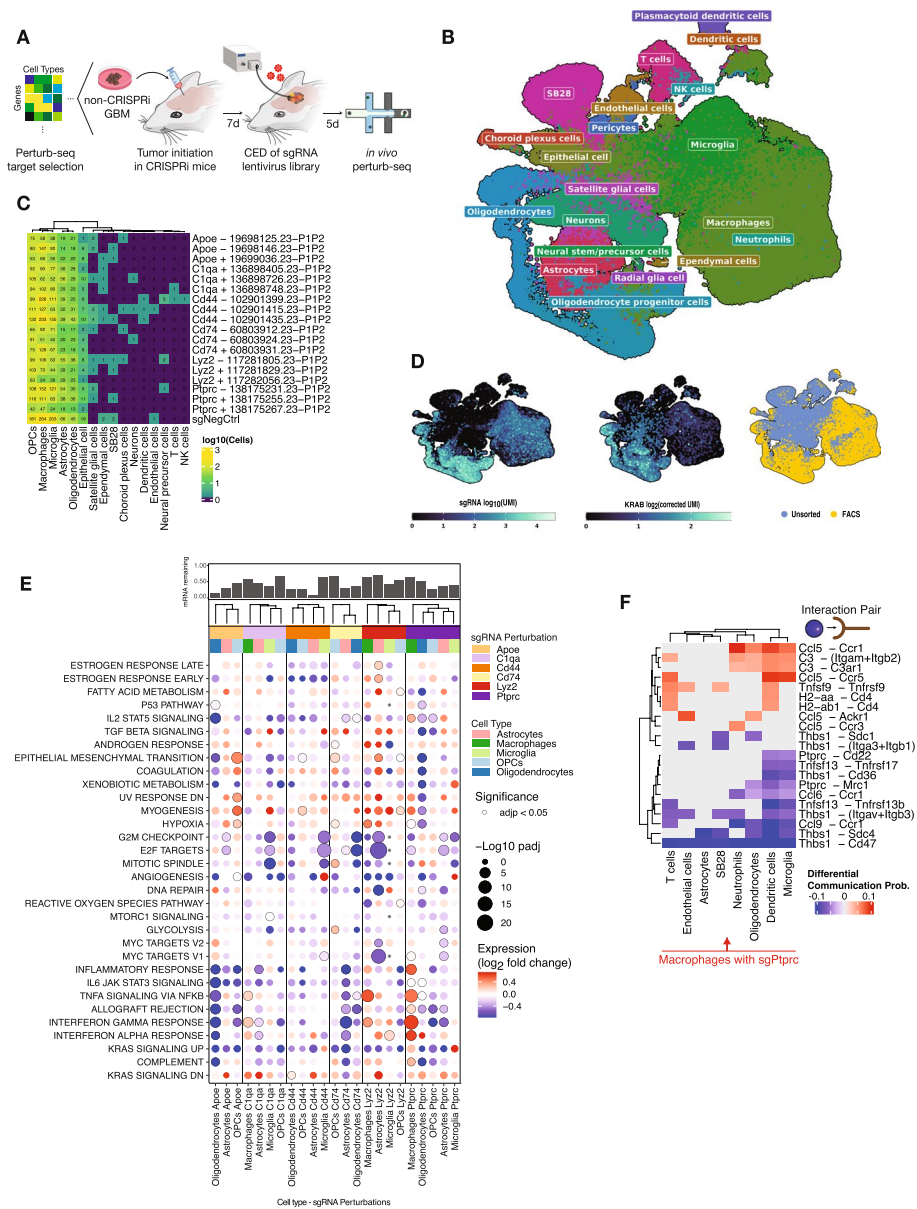 A
Cell Types
Genes
...
⋮
non-CRISPRi
GBM
7d
5d
Perturb-seq
target selection
Tumor initiation
in CRISPRi mice
CED of sgRNA
lentivirus library
in vivo
perturb-seq
B
Plasmacytoid dendritic cells
Dendritic cells
T cells
NK cells
SB28
Endothelial cells
Pericytes
Choroid plexus cells
Epithelial cell
Microglia
Satellite glial cells
Oligodendrocytes
Neurons
Macrophages
Neutrophils
Neural stem/precursor cells
Ependymal cells
Astrocytes
Radial glia cell
Oligodendrocyte progenitor cells
C
Apoe − 19698125.23−P1P2
Apoe − 19698146.23−P1P2
Apoe + 19699036.23−P1P2
C1qa + 136898405.23−P1P2
C1qa + 136898726.23−P1P2
C1qa + 136898748.23−P1P2
Cd44 − 102901399.23−P1P2
Cd44 − 102901415.23−P1P2
Cd44 − 102901435.23−P1P2
Cd74 − 60803912.23−P1P2
Cd74 − 60803924.23−P1P2
Cd74 + 60803931.23−P1P2
Lyz2 − 117281805.23−P1P2
Lyz2 + 117281829.23−P1P2
Lyz2 + 117282056.23−P1P2
Ptprc − 138175231.23−P1P2
Ptprc + 138175255.23−P1P2
Ptprc + 138175267.23−P1P2
sgNegCtrl
OPCs
Macrophages
Microglia
Astrocytes
Oligodendrocytes
Epithelial cell
Satellite glial cells
Ependymal cells
SB28
Choroid plexus cells
Neurons
Dendritic cells
Endothelial cells
Neural precursor cells
T cells
NK cells
log10(Cells)
3
2
1
0
D
sgRNA log10(UMI)
0 1 2 3 4
KRAB log2(corrected UMI)
0 1 2
Unsorted
FACS
E
mRNA remaining
1.00
0.50
0.00
ESTROGEN RESPONSE LATE
ESTROGEN RESPONSE EARLY
FATTY ACID METABOLISM
P53 PATHWAY
IL2 STAT5 SIGNALING
TGF BETA SIGNALING
ANDROGEN RESPONSE
EPITHELIAL MESENCHYMAL TRANSITION
COAGULATION
XENOBIOTIC METABOLISM
UV RESPONSE DN
MYOGENESIS
HYPOXIA
G2M CHECKPOINT
E2F TARGETS
MITOTIC SPINDLE
ANGIOGENESIS
DNA REPAIR
REACTIVE OXYGEN SPECIES PATHWAY
MTORC1 SIGNALING
GLYCOLYSIS
MYC TARGETS V2
MYC TARGETS V1
INFLAMMATORY RESPONSE
IL6 JAK STAT3 SIGNALING
TNFA SIGNALING VIA NFKB
ALLOGRAFT REJECTION
INTERFERON GAMMA RESPONSE
INTERFERON ALPHA RESPONSE
KRAS SIGNALING UP
COMPLEMENT
KRAS SIGNALING DN
Oligodendrocytes Apoe
Astrocytes Apoe
OPCs Apoe
Macrophages C1qa
Astrocytes C1qa
Microglia C1qa
OPCs C1qa
Oligodendrocytes Cd44
OPCs Cd44
Astrocytes Cd44
Microglia Cd44
OPCs Cd74
Astrocytes Cd74
Oligodendrocytes Cd74
Macrophages Lyz2
Astrocytes Lyz2
Microglia Lyz2
OPCs Lyz2
Macrophages Ptprc
Oligodendrocytes Ptprc
OPCs Ptprc
Astrocytes Ptprc
Microglia Ptprc
Cell type - sgRNA Perturbations
sgRNA Perturbation
Apoe
C1qa
Cd44
Cd74
Lyz2
Ptprc
Cell Type
Astrocytes
Macrophages
Microglia
OPCs
Oligodendrocytes
Significance
adjp < 0.05
−Log10 padj
0
5
10
15
20
Expression
(log2 fold change)
0.4
0.0
−0.4
F
Interaction Pair
Ccl5 − Ccr1
C3 − (Itgam+Itgb2)
C3 − C3ar1
Ccl5 − Ccr5
Tnfsf9 − Tnfrsf9
H2−aa − Cd4
H2−ab1 − Cd4
Ccl5 − Ackr1
Ccl5 − Ccr3
Thbs1 − Sdc1
Thbs1 − (Itga3+Itgb1)
Ptprc − Cd22
Tnfsf13 − Tnfrsf17
Thbs1 − Cd36
Ptprc − Mrc1
Ccl6 − Ccr1
Tnfsf13 − Tnfrsf13b
Thbs1 − (Itgav+Itgb3)
Ccl9 − Ccr1
Thbs1 − Sdc4
Thbs1 − Cd47
T cells
Endothelial cells
Astrocytes
SB28
Neutrophils
Oligodendrocytes
Dendritic cells
Microglia
Macrophages with sgPtprc
Differential
Communication Prob.
-0.1 0 0.1